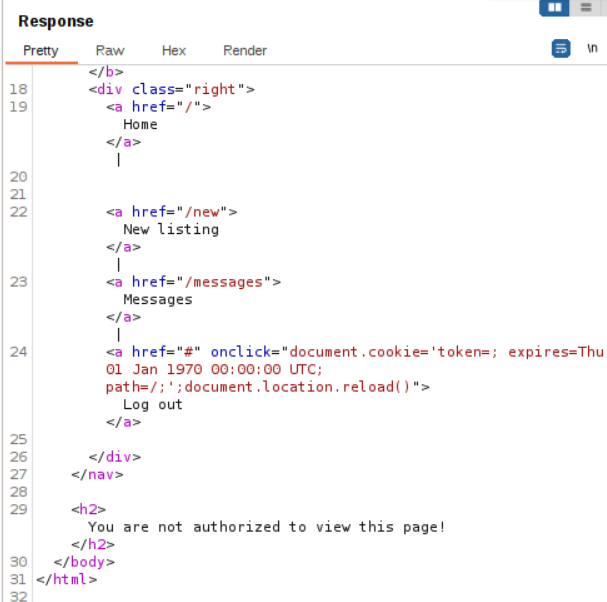 Response
Pretty Raw Hex Render \n
</b>
18 <div class="right">
19 <a href="/">
Home
</a>
|
20
21
22 <a href="/new">
New listing
</a>
|
23 <a href="/messages">
Messages
</a>
|
24 <a href="#" onclick="document.cookie='token=; expires=Thu
01 Jan 1970 00:00:00 UTC;
path=/;';document.location.reload()">
Log out
</a>
25
26 </div>
27 </nav>
28
29 <h2>
You are not authorized to view this page!
</h2>
30 </body>
31 </html>
32